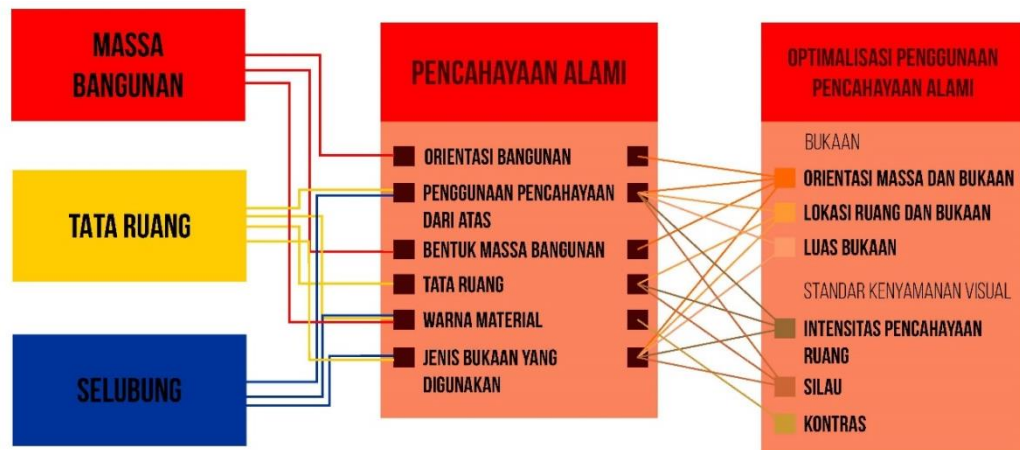 MASSA
BANGUNAN
TATA RUANG
SELUBUNG
PENCAHAYAAN ALAMI
ORIENTASI BANGUNAN
PENGGUNAAN PENCAHAYAAN
DARI ATAS
BENTUK MASSA BANGUNAN
TATA RUANG
WARNA MATERIAL
JENIS BUKAAN YANG
DIGUNAKAN
OPTIMALISASI PENGGUNAAN
PENCAHAYAAN ALAMI
BUKAAN
ORIENTASI MASSA DAN BUKAAN
LOKASI RUANG DAN BUKAAN
LUAS BUKAAN
STANDAR KENYAMANAN VISUAL
INTENSITAS PENCAHAYAAN
RUANG
SILAU
KONTRAS